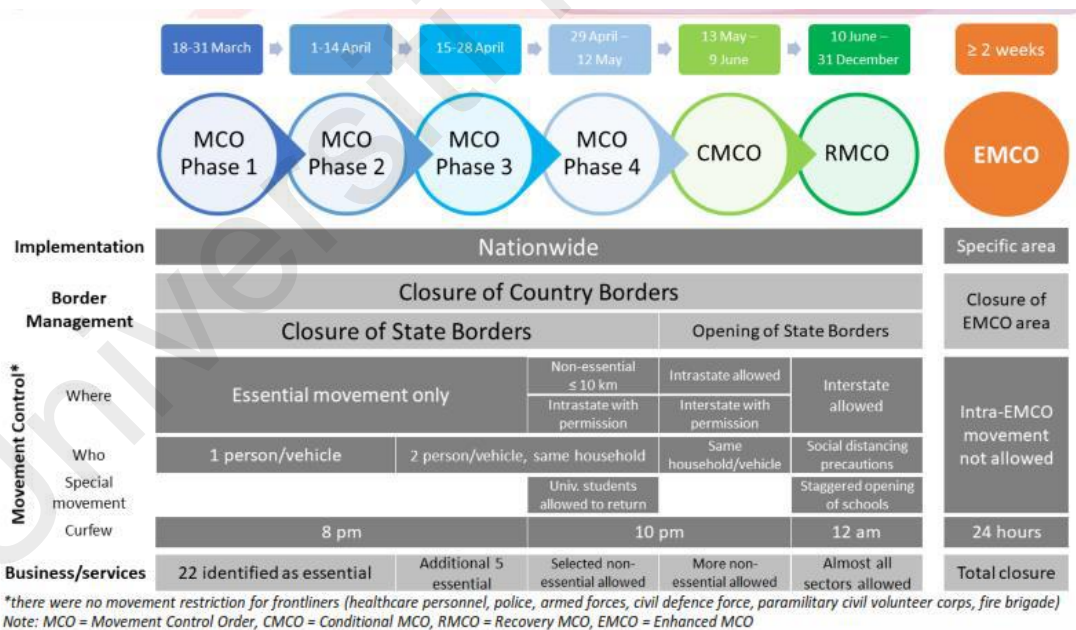 18-31 March
1-14 April
15-28 April
29 April –
12 May
13 May –
9 June
10 June –
31 December
≥ 2 weeks
MCO
Phase 1
MCO
Phase 2
MCO
Phase 3
MCO
Phase 4
CMCO
RMCO
EMCO
Implementation
Nationwide
Specific area
Border
Management
Closure of Country Borders
Closure of State Borders
Opening of State Borders
Closure of
EMCO area
Movement Control*
Where
Essential movement only
Non-essential
≤ 10 km
Intrastate with
permission
Intrastate allowed
Interstate with
permission
Interstate
allowed
Intra-EMCO
movement
not allowed
Who
1 person/vehicle
2 person/vehicle, same household
Same
household/vehicle
Social distancing
precautions
Special
movement
Univ. students
allowed to return
Staggered opening
of schools
Curfew
8 pm
10 pm
12 am
24 hours
Business/services
22 identified as essential
Additional 5
essential
Selected non-
essential allowed
More non-
essential allowed
Almost all
sectors allowed
Total closure
*there were no movement restriction for frontliners (healthcare personnel, police, armed forces, civil defence force, paramilitary civil volunteer corps, fire brigade)
Note: MCO = Movement Control Order, CMCO = Conditional MCO, RMCO = Recovery MCO, EMCO = Enhanced MCO
Universiti